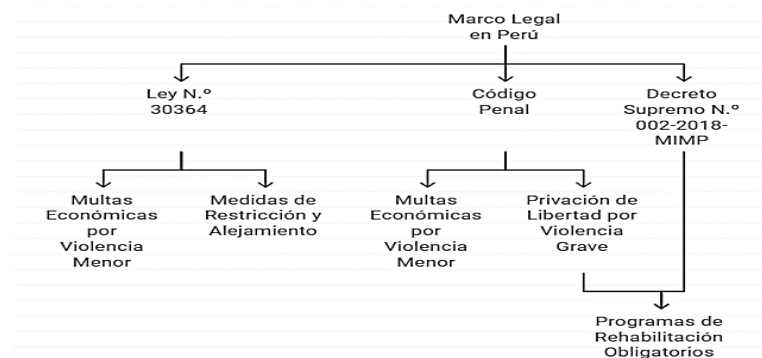 Marco Legal
en Perú
Ley N.º
30364
Código
Penal
Decreto
Supremo N.º
002-2018-
MIMP
Multas
Económicas
por
Violencia
Menor
Medidas de
Restricción y
Alejamiento
Multas
Económicas
por
Violencia
Menor
Privación de
Libertad por
Violencia
Grave
Programas de
Rehabilitación
Obligatorios